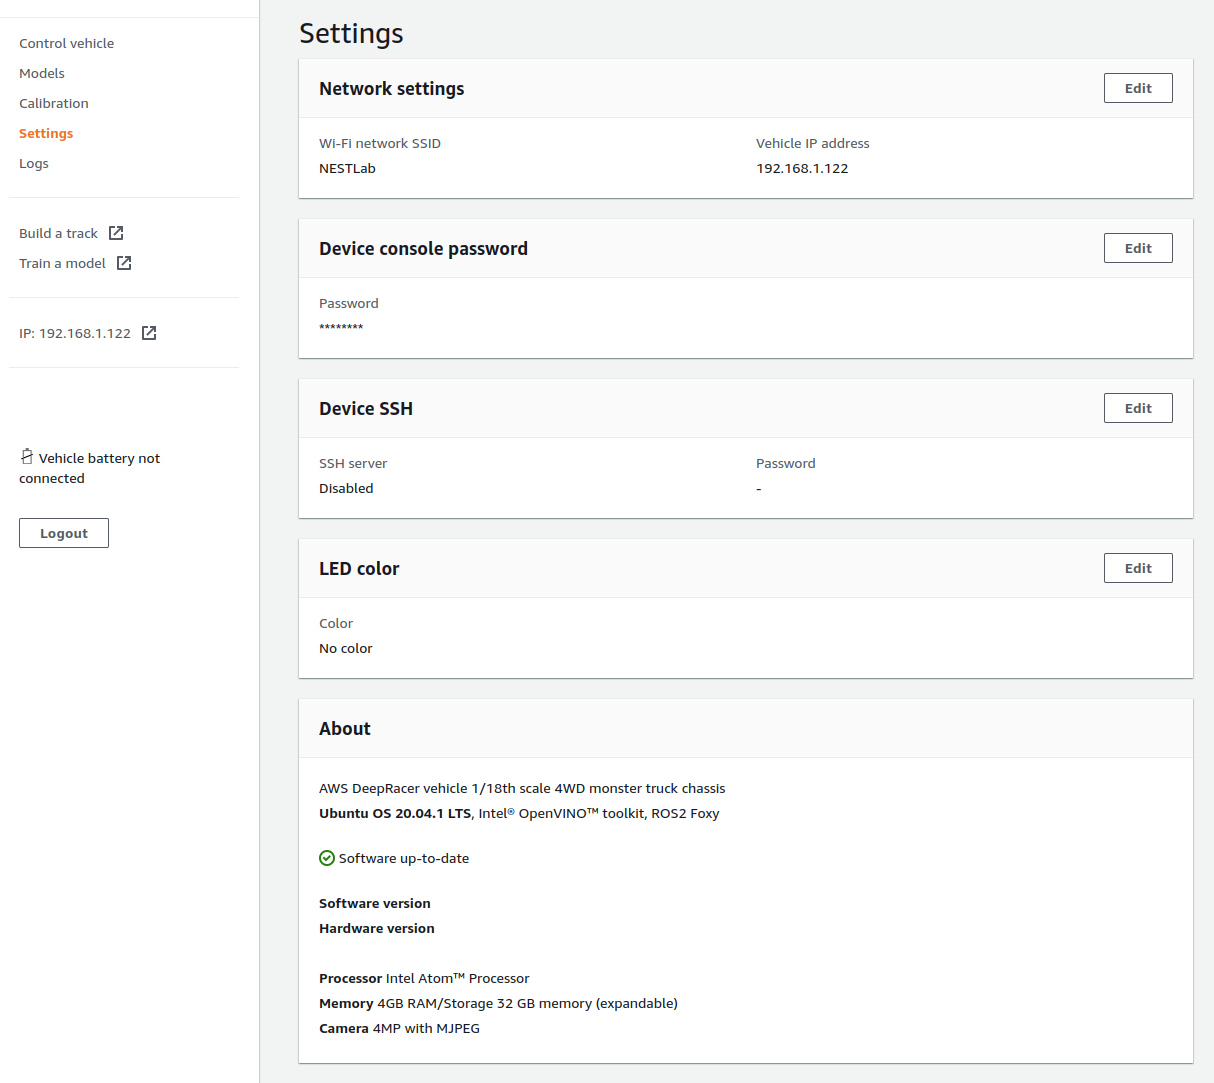 Control vehicle
Models
Calibration
Settings
Logs
Build a track
Train a model
IP: 192.168.1.122
Vehicle battery not
connected
Logout
Settings
Network settings
Edit
Wi-Fi network SSID
Vehicle IP address
NESTLab
192.168.1.122
Device console password
Edit
Password
********
Device SSH
Edit
SSH server
Password
Disabled
-
LED color
Edit
Color
No color
About
AWS DeepRacer vehicle 1/18th scale 4WD monster truck chassis
Ubuntu OS 20.04.1 LTS, Intel® OpenVINO™ toolkit, ROS2 Foxy
Software up-to-date
Software version
Hardware version
Processor Intel Atom™ Processor
Memory 4GB RAM/Storage 32 GB memory (expandable)
Camera 4MP with MJPEG